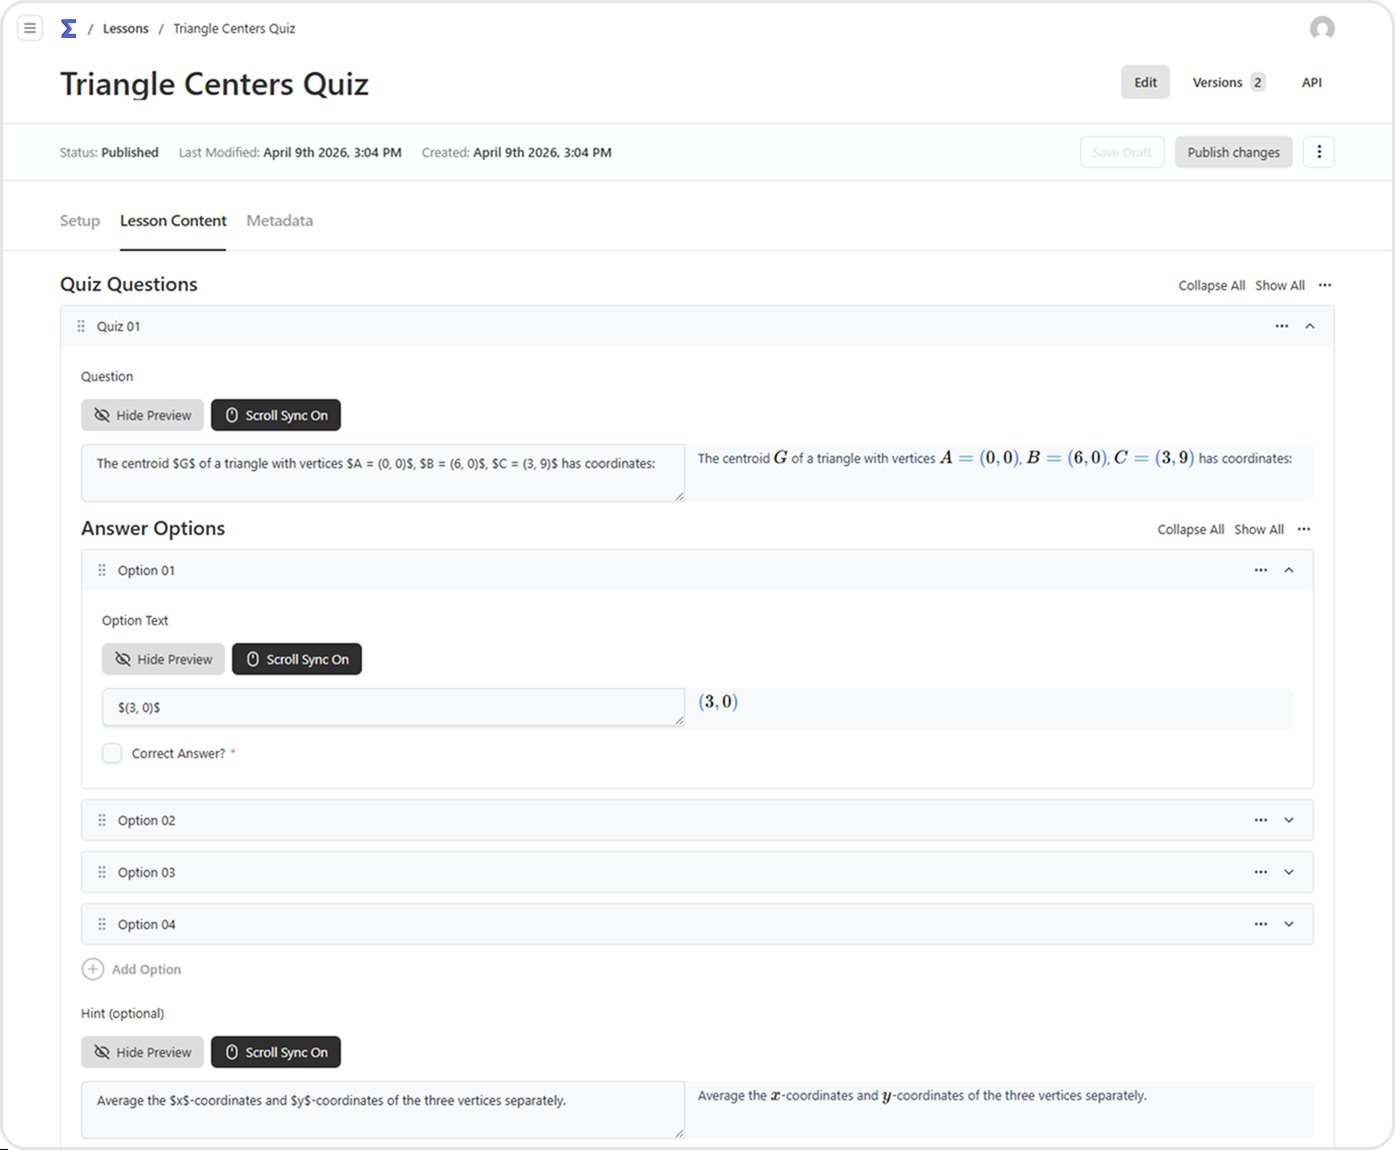 Σ / Lessons / Triangle Centers Quiz
Triangle Centers Quiz
Edit Versions 2 API
Status: Published Last Modified: April 9th 2026, 3:04 PM Created: April 9th 2026, 3:04 PM
Save Draft Publish changes
Setup Lesson Content Metadata
Quiz Questions
Collapse All Show All
Quiz 01
Question
Hide Preview Scroll Sync On
The centroid $G$ of a triangle with vertices $A = (0, 0)$, $B = (6, 0)$, $C = (3, 9)$ has coordinates:
The centroid G of a triangle with vertices A = (0, 0), B = (6, 0), C = (3, 9) has coordinates:
Answer Options
Collapse All Show All
Option 01
Option Text
Hide Preview Scroll Sync On
$(3, 0)$
(3, 0)
Correct Answer? *
Option 02
Option 03
Option 04
Add Option
Hint (optional)
Hide Preview Scroll Sync On
Average the $x$-coordinates and $y$-coordinates of the three vertices separately.
Average the x-coordinates and y-coordinates of the three vertices separately.